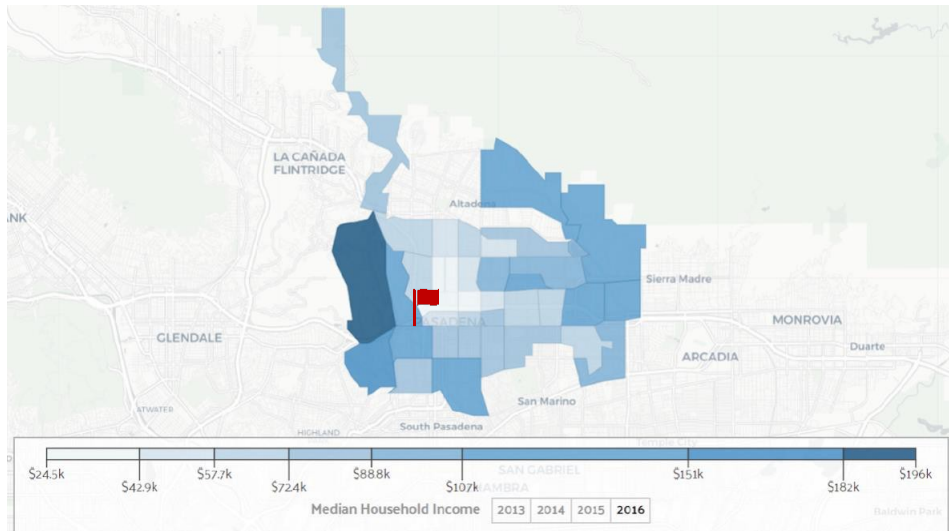 LA CAÑADA
FLINTRIDGE
Altadena
ANK
Sierra Madre
PASADENA
MONROVIA
GLENDALE
Duarte
ARCADIA
ATWATER
San Marino
HIGHLAND
South Pasadena
Temple City
$24.5k
$57.7k
$88.8k
$151k
$196k
SAN GABRIEL
$42.9k
$72.4k
$107k
HAMBRA
$182k
Median Household Income
2013
2014
2015
2016
Baldwin Park